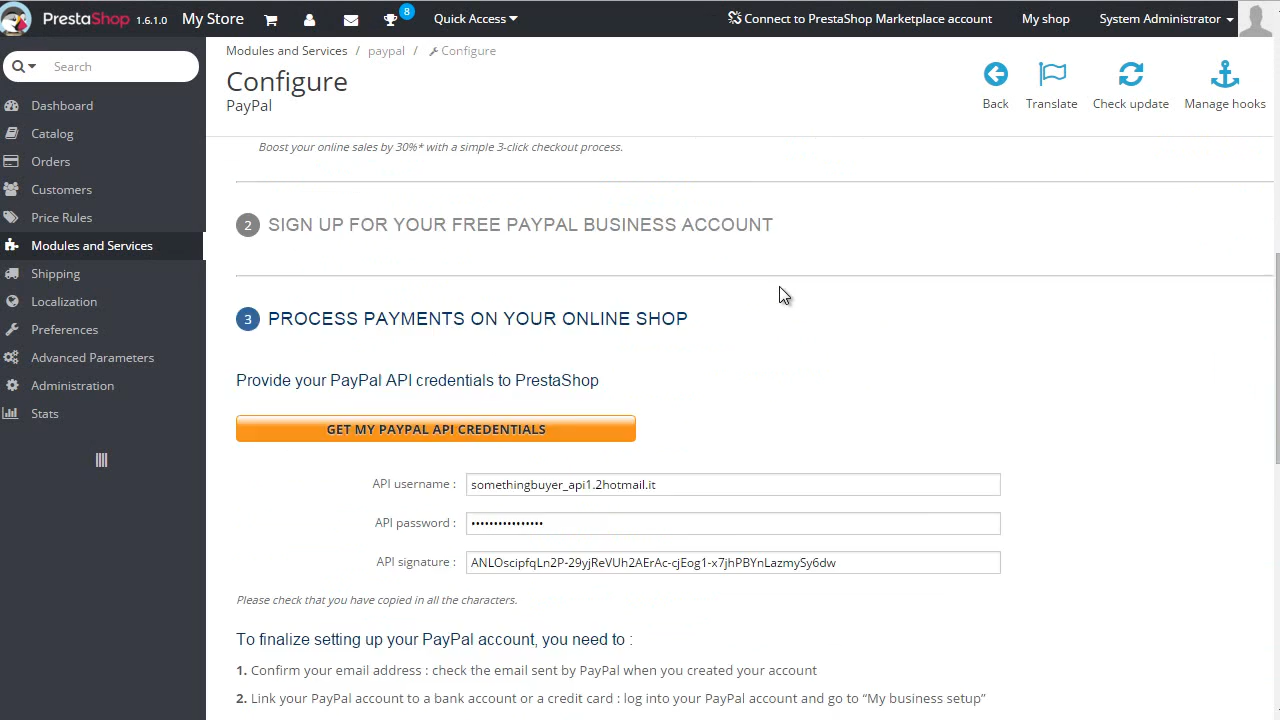 PrestaShop 1.6.1.0 My Store 8 Quick Access Connect to PrestaShop Marketplace account My shop System Administrator
Search
Dashboard
Catalog
Orders
Customers
Price Rules
Modules and Services
Shipping
Localization
Preferences
Advanced Parameters
Administration
Stats
Modules and Services / paypal / Configure
Configure
PayPal
Back Translate Check update Manage hooks
Boost your online sales by 30%* with a simple 3-click checkout process.
2 SIGN UP FOR YOUR FREE PAYPAL BUSINESS ACCOUNT
3 PROCESS PAYMENTS ON YOUR ONLINE SHOP
Provide your PayPal API credentials to PrestaShop
GET MY PAYPAL API CREDENTIALS
API username : somethingbuyer_api1.2hotmail.it
API password : ••••••••••••••••
API signature : ANLOscipfqLn2P-29yjReVUh2AErAc-cjEog1-x7jhPBYnLazmySy6dw
Please check that you have copied in all the characters.
To finalize setting up your PayPal account, you need to :
1. Confirm your email address : check the email sent by PayPal when you created your account
2. Link your PayPal account to a bank account or a credit card : log into your PayPal account and go to “My business setup”